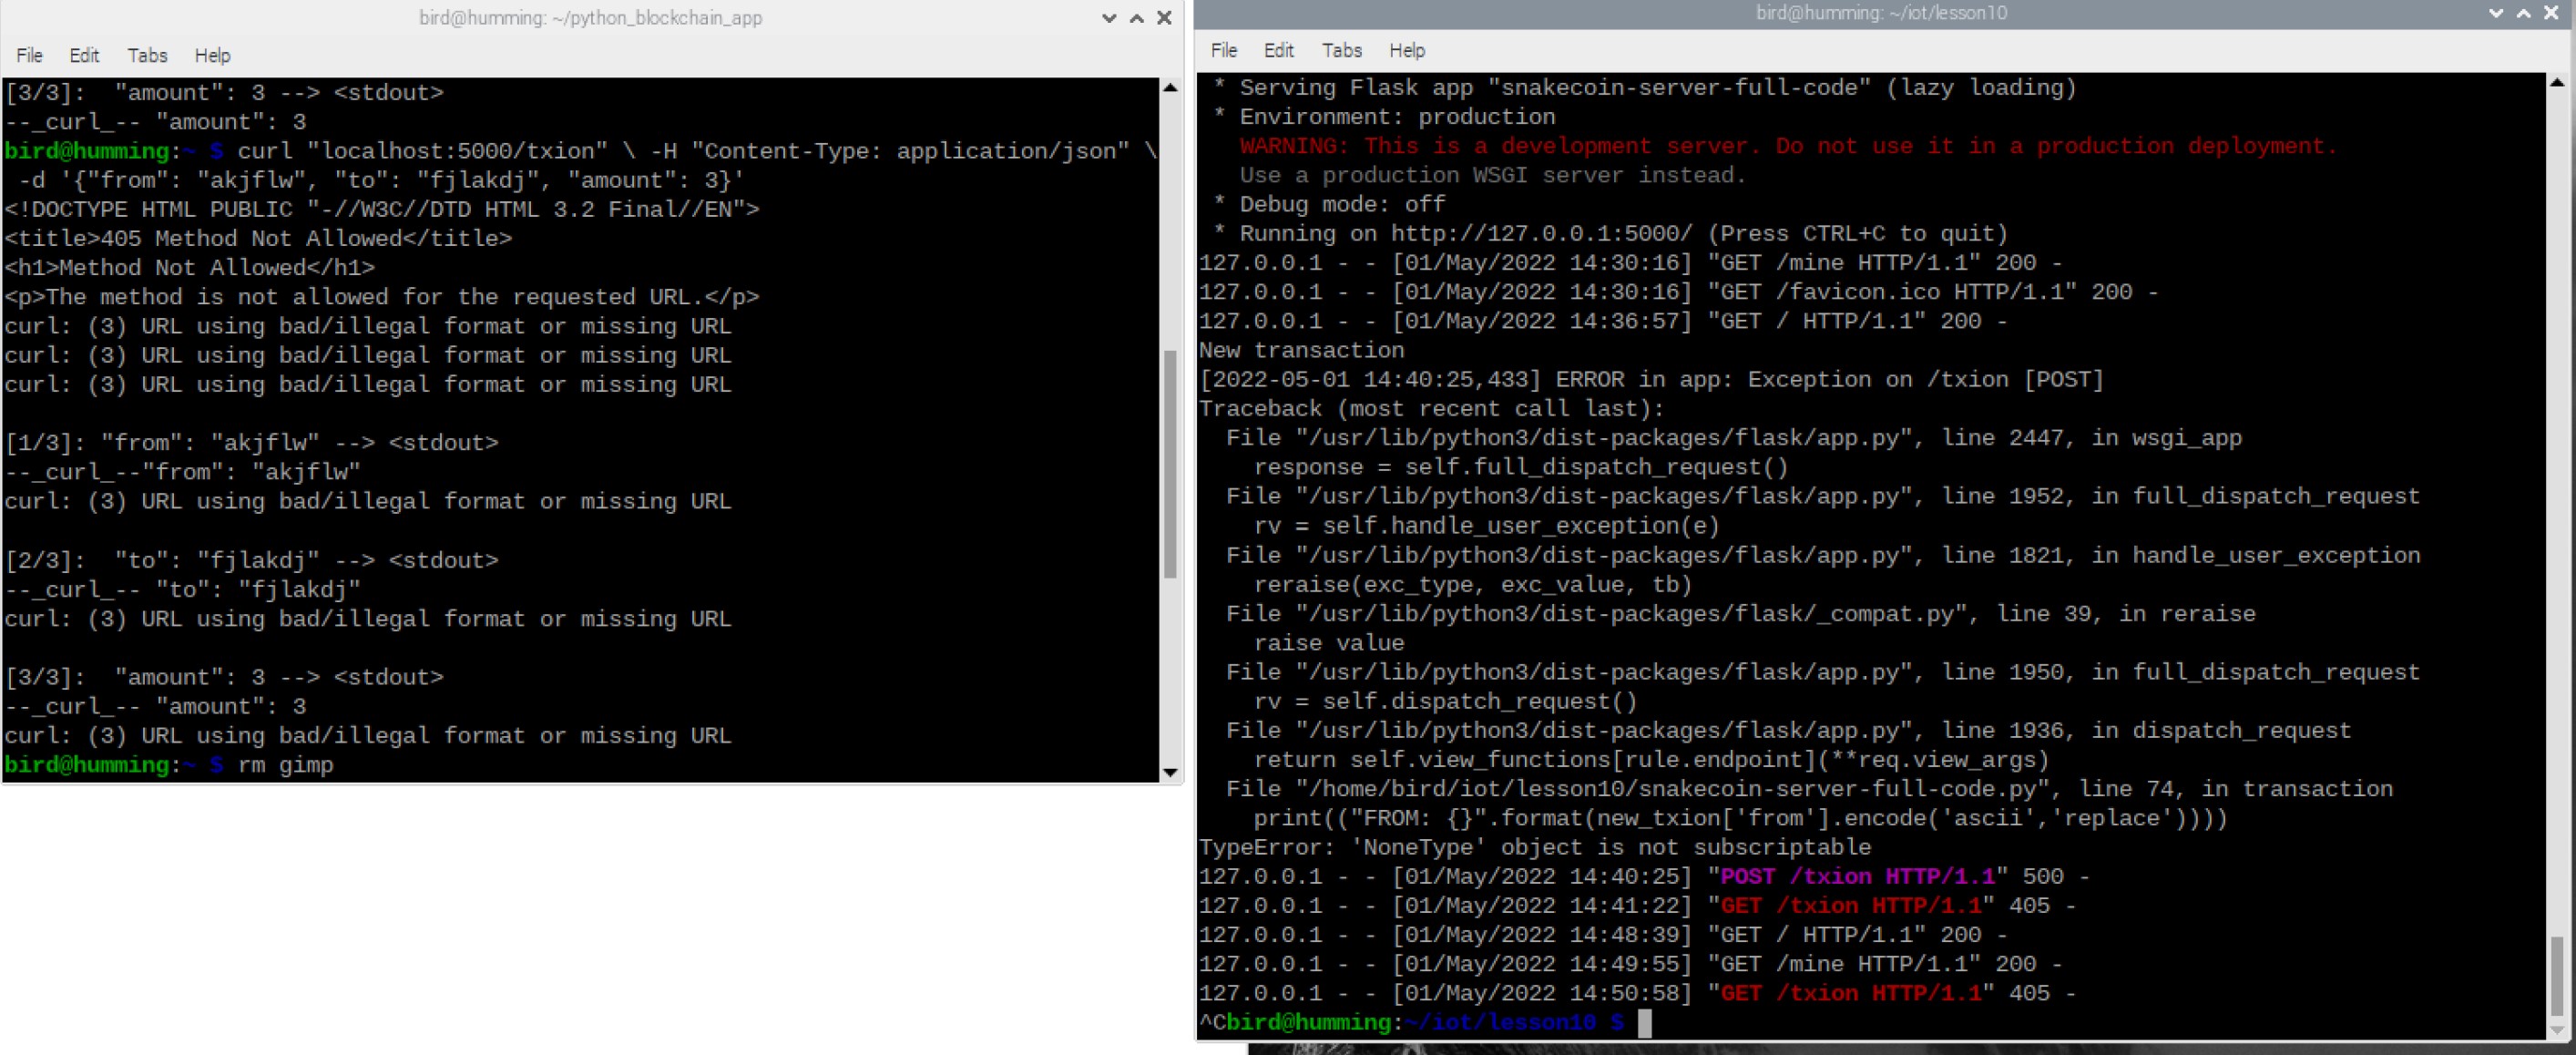 bird@humming: ~/python_blockchain_app
File Edit Tabs Help
[3/3]:  "amount": 3 --> <stdout>
--_curl_-- "amount": 3
bird@humming:~ $ curl "localhost:5000/txion" \ -H "Content-Type: application/json" \
 -d '{"from": "akjflw", "to": "fjlakdj", "amount": 3}'
<!DOCTYPE HTML PUBLIC "-//W3C//DTD HTML 3.2 Final//EN">
<title>405 Method Not Allowed</title>
<h1>Method Not Allowed</h1>
<p>The method is not allowed for the requested URL.</p>
curl: (3) URL using bad/illegal format or missing URL
curl: (3) URL using bad/illegal format or missing URL
curl: (3) URL using bad/illegal format or missing URL
[1/3]: "from": "akjflw" --> <stdout>
--_curl_--"from": "akjflw"
curl: (3) URL using bad/illegal format or missing URL
[2/3]:  "to": "fjlakdj" --> <stdout>
--_curl_-- "to": "fjlakdj"
curl: (3) URL using bad/illegal format or missing URL
[3/3]:  "amount": 3 --> <stdout>
--_curl_-- "amount": 3
curl: (3) URL using bad/illegal format or missing URL
bird@humming:~ $ rm gimp
bird@humming: ~/iot/lesson10
File Edit Tabs Help
 * Serving Flask app "snakecoin-server-full-code" (lazy loading)
 * Environment: production
   WARNING: This is a development server. Do not use it in a production deployment.
   Use a production WSGI server instead.
 * Debug mode: off
 * Running on http://127.0.0.1:5000/ (Press CTRL+C to quit)
127.0.0.1 - - [01/May/2022 14:30:16] "GET /mine HTTP/1.1" 200 -
127.0.0.1 - - [01/May/2022 14:30:16] "GET /favicon.ico HTTP/1.1" 200 -
127.0.0.1 - - [01/May/2022 14:36:57] "GET / HTTP/1.1" 200 -
New transaction
[2022-05-01 14:40:25,433] ERROR in app: Exception on /txion [POST]
Traceback (most recent call last):
  File "/usr/lib/python3/dist-packages/flask/app.py", line 2447, in wsgi_app
    response = self.full_dispatch_request()
  File "/usr/lib/python3/dist-packages/flask/app.py", line 1952, in full_dispatch_request
    rv = self.handle_user_exception(e)
  File "/usr/lib/python3/dist-packages/flask/app.py", line 1821, in handle_user_exception
    reraise(exc_type, exc_value, tb)
  File "/usr/lib/python3/dist-packages/flask/_compat.py", line 39, in reraise
    raise value
  File "/usr/lib/python3/dist-packages/flask/app.py", line 1950, in full_dispatch_request
    rv = self.dispatch_request()
  File "/usr/lib/python3/dist-packages/flask/app.py", line 1936, in dispatch_request
    return self.view_functions[rule.endpoint](**req.view_args)
  File "/home/bird/iot/lesson10/snakecoin-server-full-code.py", line 74, in transaction
    print(("FROM: {}".format(new_txion['from'].encode('ascii','replace'))))
TypeError: 'NoneType' object is not subscriptable
127.0.0.1 - - [01/May/2022 14:40:25] "POST /txion HTTP/1.1" 500 -
127.0.0.1 - - [01/May/2022 14:41:22] "GET /txion HTTP/1.1" 405 -
127.0.0.1 - - [01/May/2022 14:48:39] "GET / HTTP/1.1" 200 -
127.0.0.1 - - [01/May/2022 14:49:55] "GET /mine HTTP/1.1" 200 -
127.0.0.1 - - [01/May/2022 14:50:58] "GET /txion HTTP/1.1" 405 -
^Cbird@humming:~/iot/lesson10 $